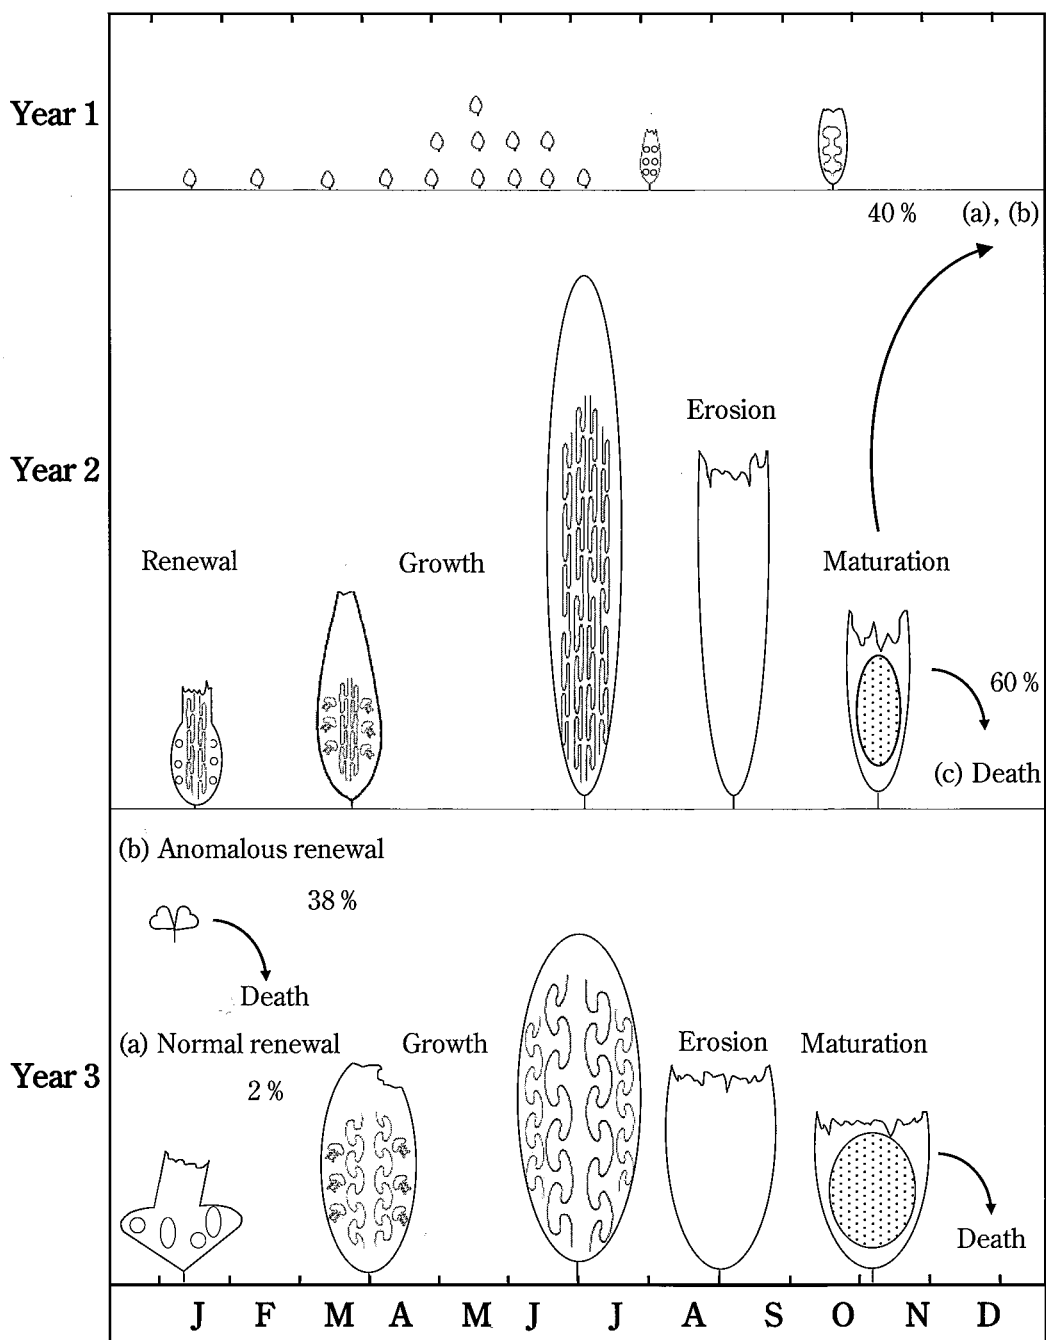 Year 1
40 % (a), (b)
Erosion
Year 2
Renewal Growth Maturation
60 %
(c) Death
(b) Anomalous renewal
38 %
Death
(a) Normal renewal Growth Erosion Maturation
Year 3
2 %
Death
J F M A M J J A S O N D